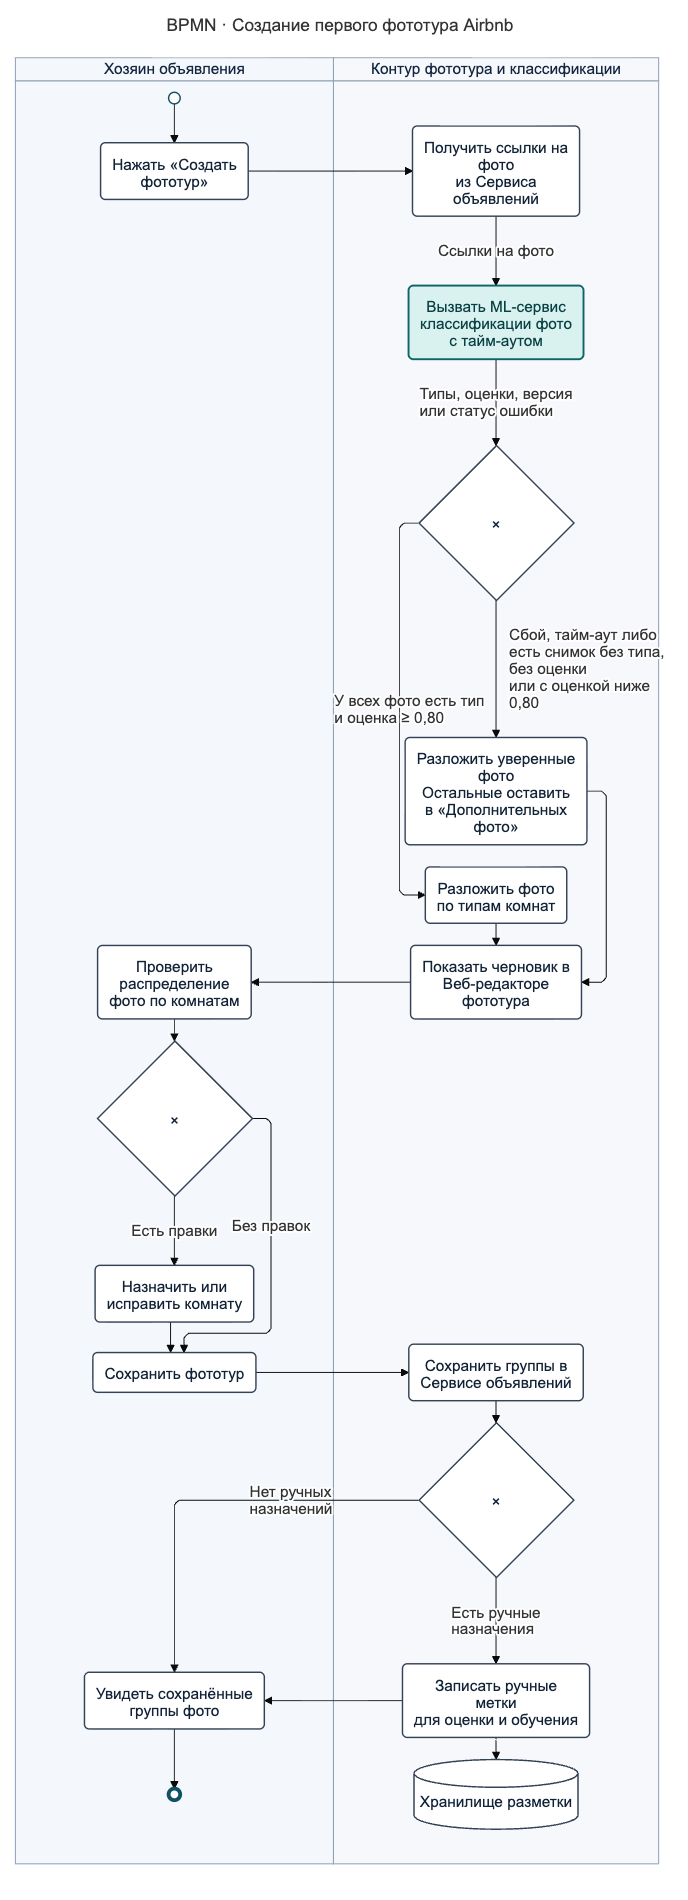 BPMN · Создание первого фототура Airbnb
Хозяин объявления
Контур фототура и классификации
Нажать «Создать
фототур»
Получить ссылки на
фото
из Сервиса
объявлений
Ссылки на фото
Вызвать ML-сервис
классификации фото
с тайм-аутом
Типы, оценки, версия
или статус ошибки
×
Сбой, тайм-аут либо
есть снимок без типа,
без оценки
или с оценкой ниже
0,80
У всех фото есть тип
и оценка ≥ 0,80
Разложить уверенные
фото
Остальные оставить
в «Дополнительных
фото»
Разложить фото
по типам комнат
Показать черновик в
Веб-редакторе
фототура
Проверить
распределение
фото по комнатам
×
Есть правки
Без правок
Назначить или
исправить комнату
Сохранить фототур
Сохранить группы в
Сервисе объявлений
×
Нет ручных
назначений
Есть ручные
назначения
Записать ручные
метки
для оценки и обучения
Увидеть сохранённые
группы фото
Хранилище разметки